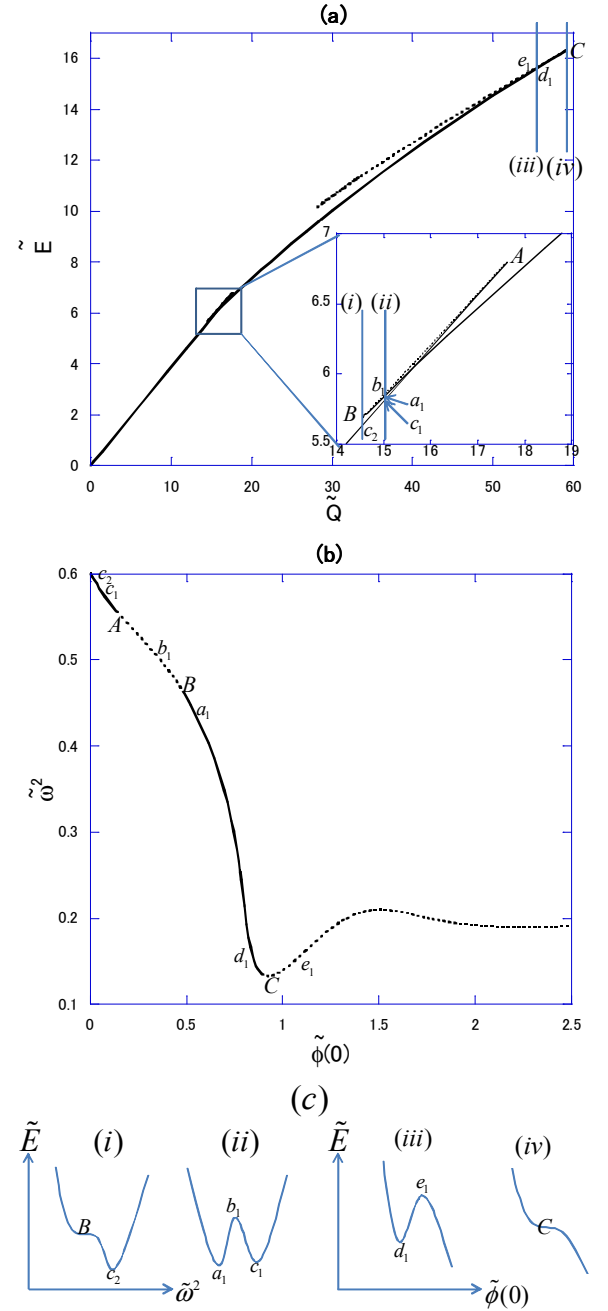 (a)
16
14
12
10
8
6
4
2
0
Ẽ
e₁
d₁
C
(iii) (iv)
7
6.5
6
5.5
A
(i) (ii)
b₁
B
a₁
c₂
c₁
14 15 16 17 18 19
0 10 20 30 40 50 60
Q̃
(b)
0.6
0.5
0.4
0.3
0.2
0.1
ω̃²
c₂
c₁
A
b₁
B
a₁
d₁
C
e₁
0 0.5 1 1.5 2 2.5
ϕ̃(0)
(c)
Ẽ (i) (ii) Ẽ (iii) (iv)
B
c₂
b₁
a₁ c₁
e₁
d₁
C
ω̃² ϕ̃(0)